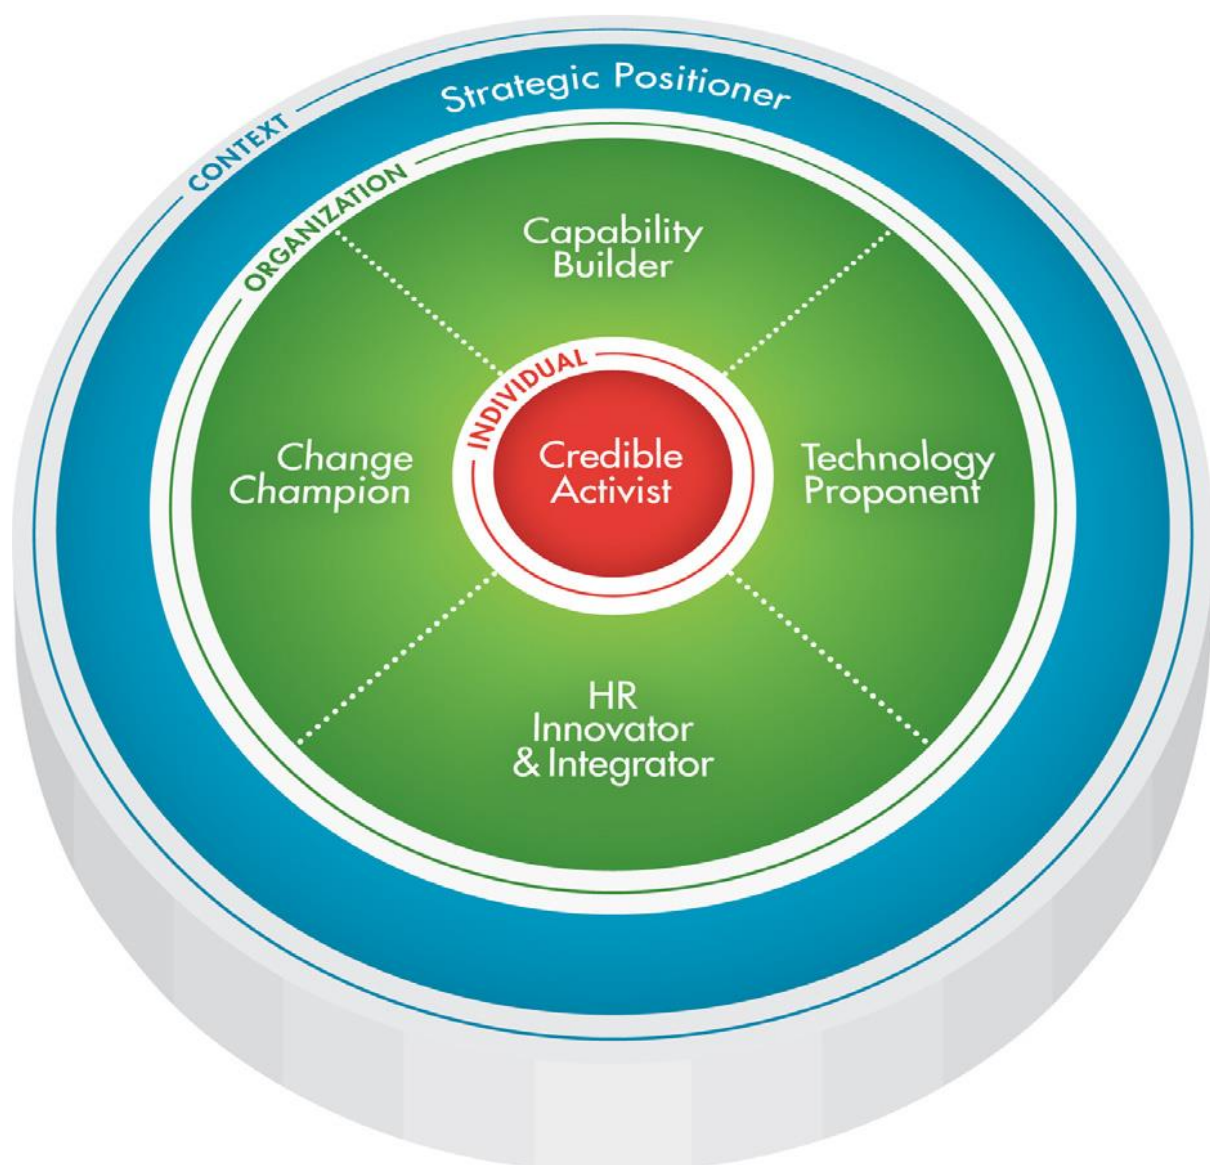 CONTEXT
Strategic Positioner
ORGANIZATION
Capability
Builder
INDIVIDUAL
Change
Champion
Credible
Activist
Technology
Proponent
HR
Innovator
& Integrator